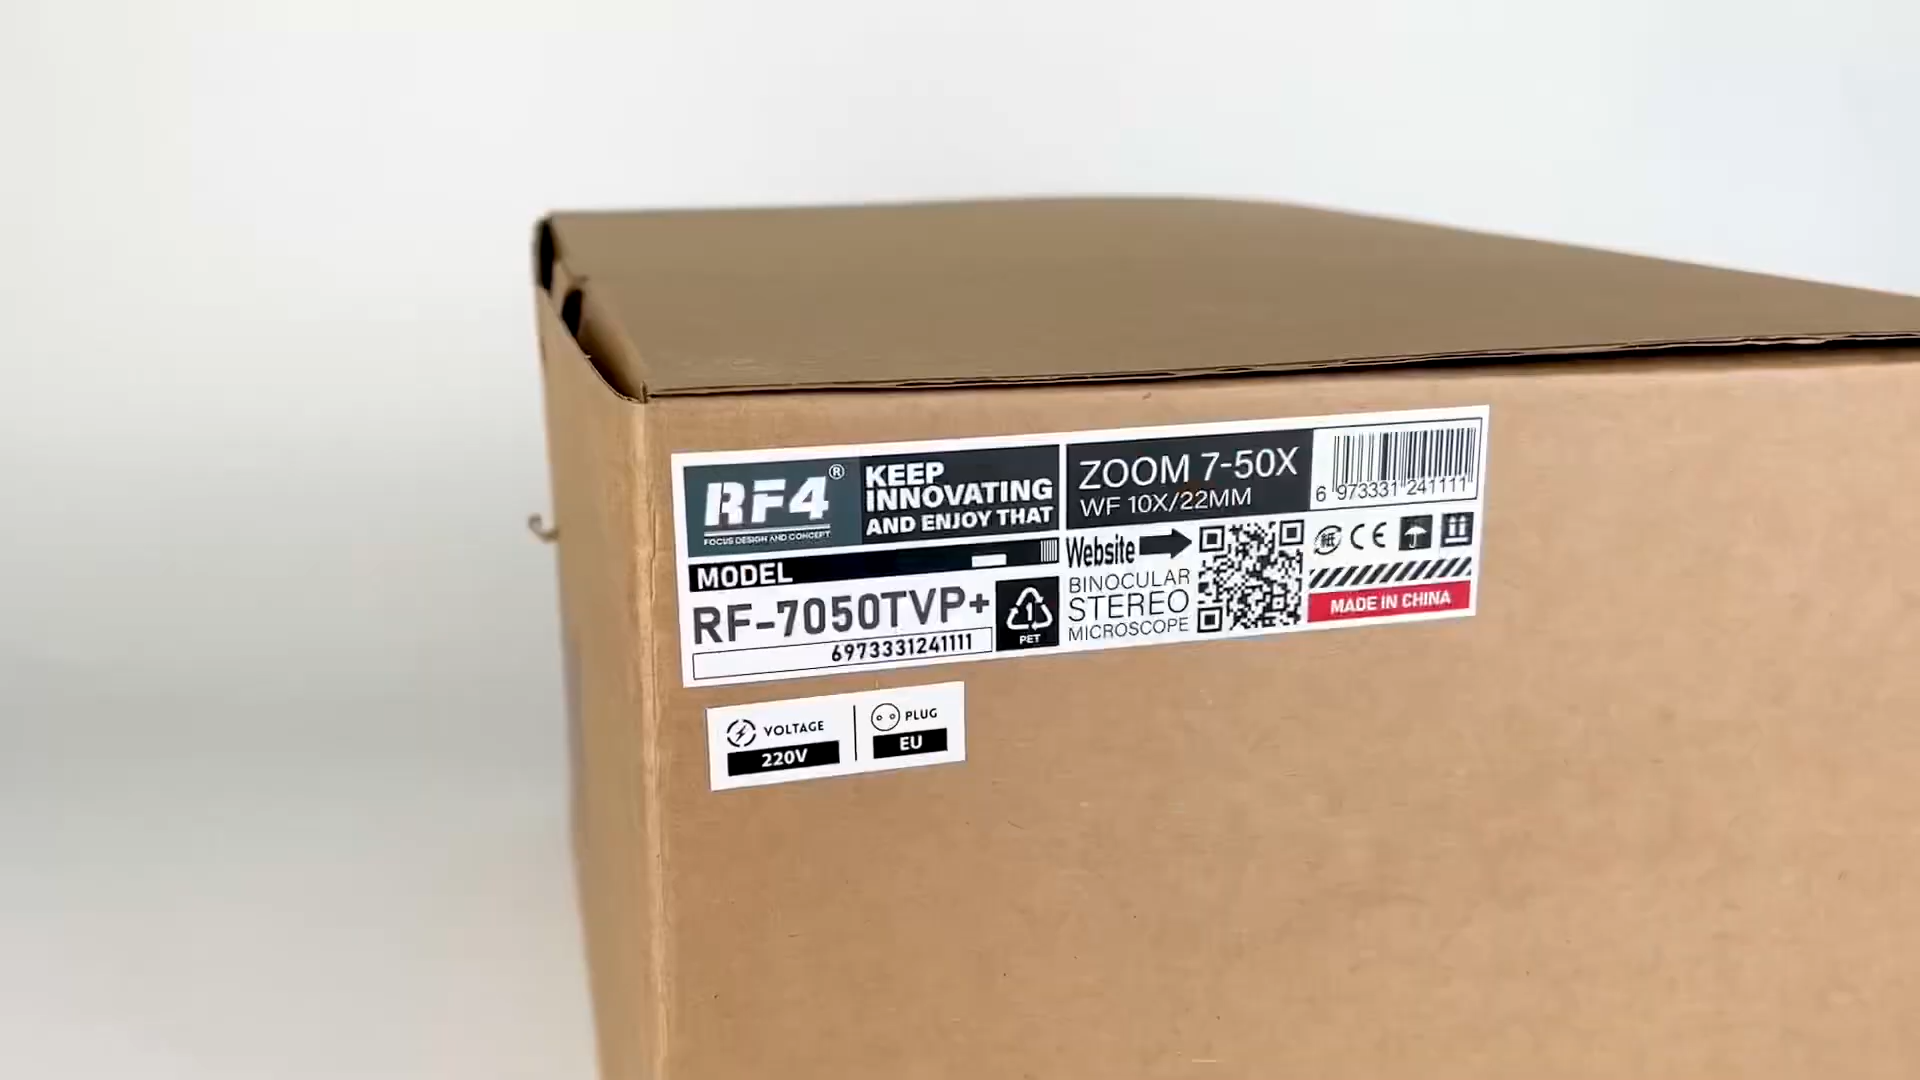 RF4®
FOCUS DESIGN AND CONCEPT
KEEP
INNOVATING
AND ENJOY THAT
MODEL
RF-7050TVP+
6973331241111
1
PET
ZOOM 7-50X
WF 10X/22MM
Website
BINOCULAR
STEREO
MICROSCOPE
6 973331 241111
紙 CE
MADE IN CHINA
VOLTAGE
220V
PLUG
EU